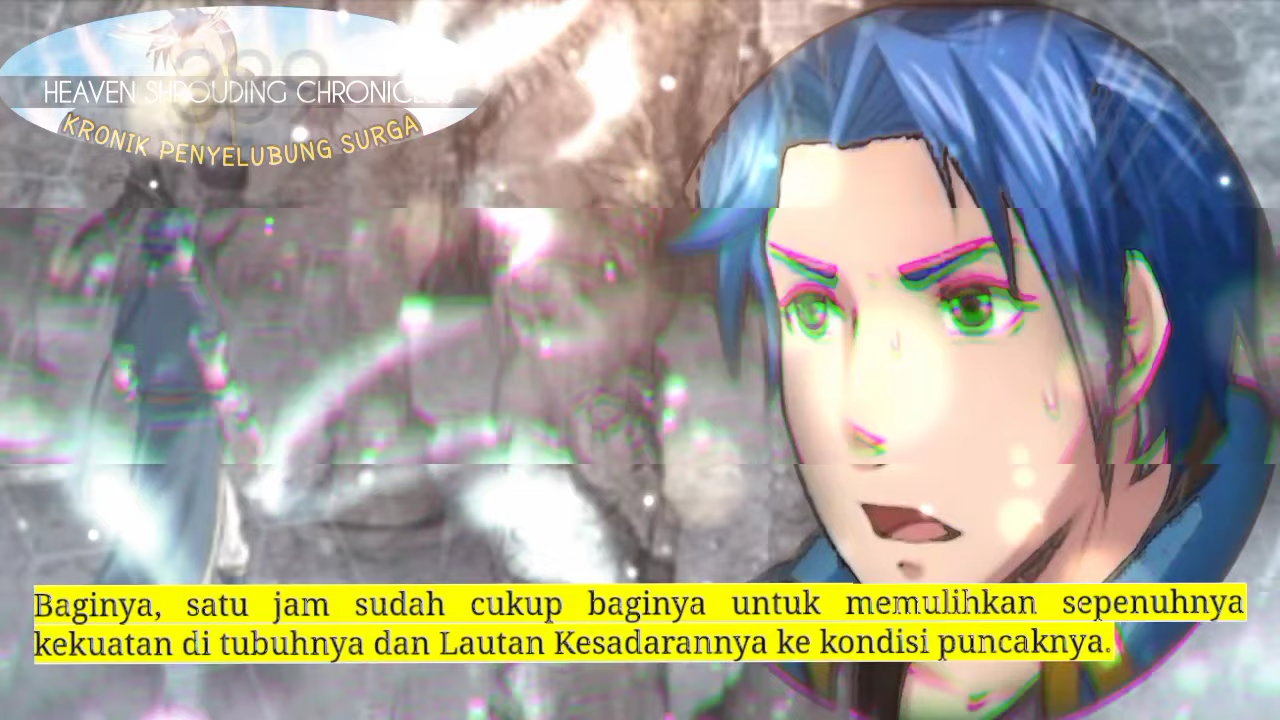 HEAVEN SHROUDING CHRONICLES
KRONIK PENYELUBUNG SURGA
Baginya, satu jam sudah cukup baginya untuk memulihkan sepenuhnya
kekuatan di tubuhnya dan Lautan Kesadarannya ke kondisi puncaknya.